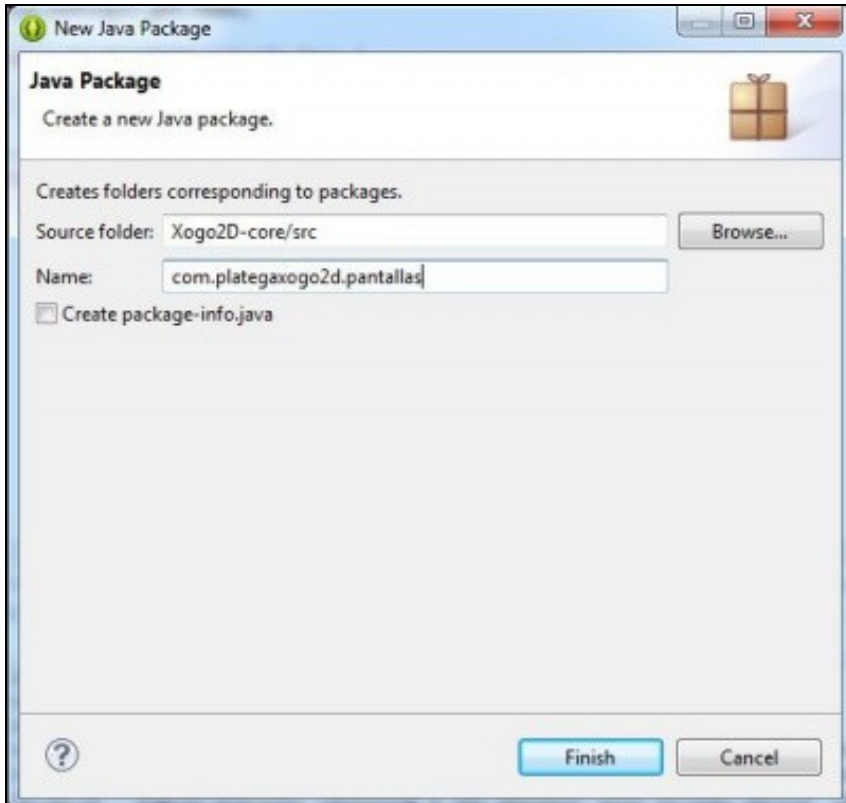 New Java Package
Java Package
Create a new Java package.
Creates folders corresponding to packages.
Source folder: Xogo2D-core/src Browse...
Name: com.plategaxogo2d.pantallas
Create package-info.java
? Finish Cancel